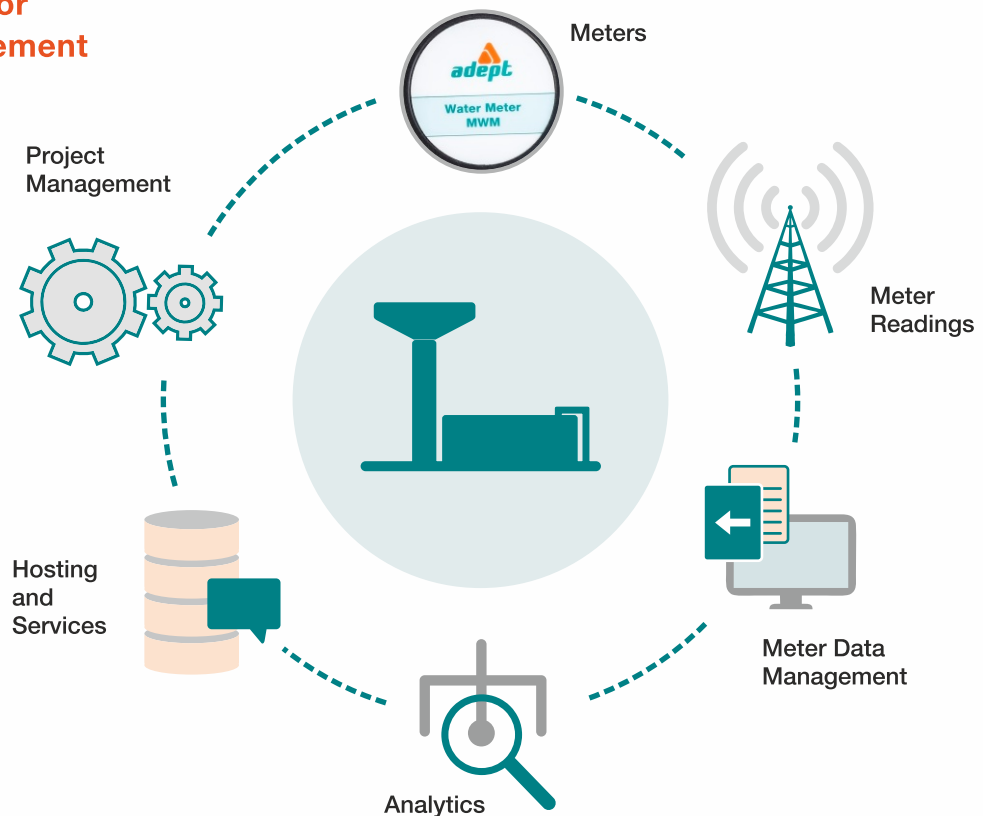 or
ement
Meters
adept
Water Meter
MWM
Project
Management
Meter
Readings
Hosting
and
Services
Meter Data
Management
Analytics